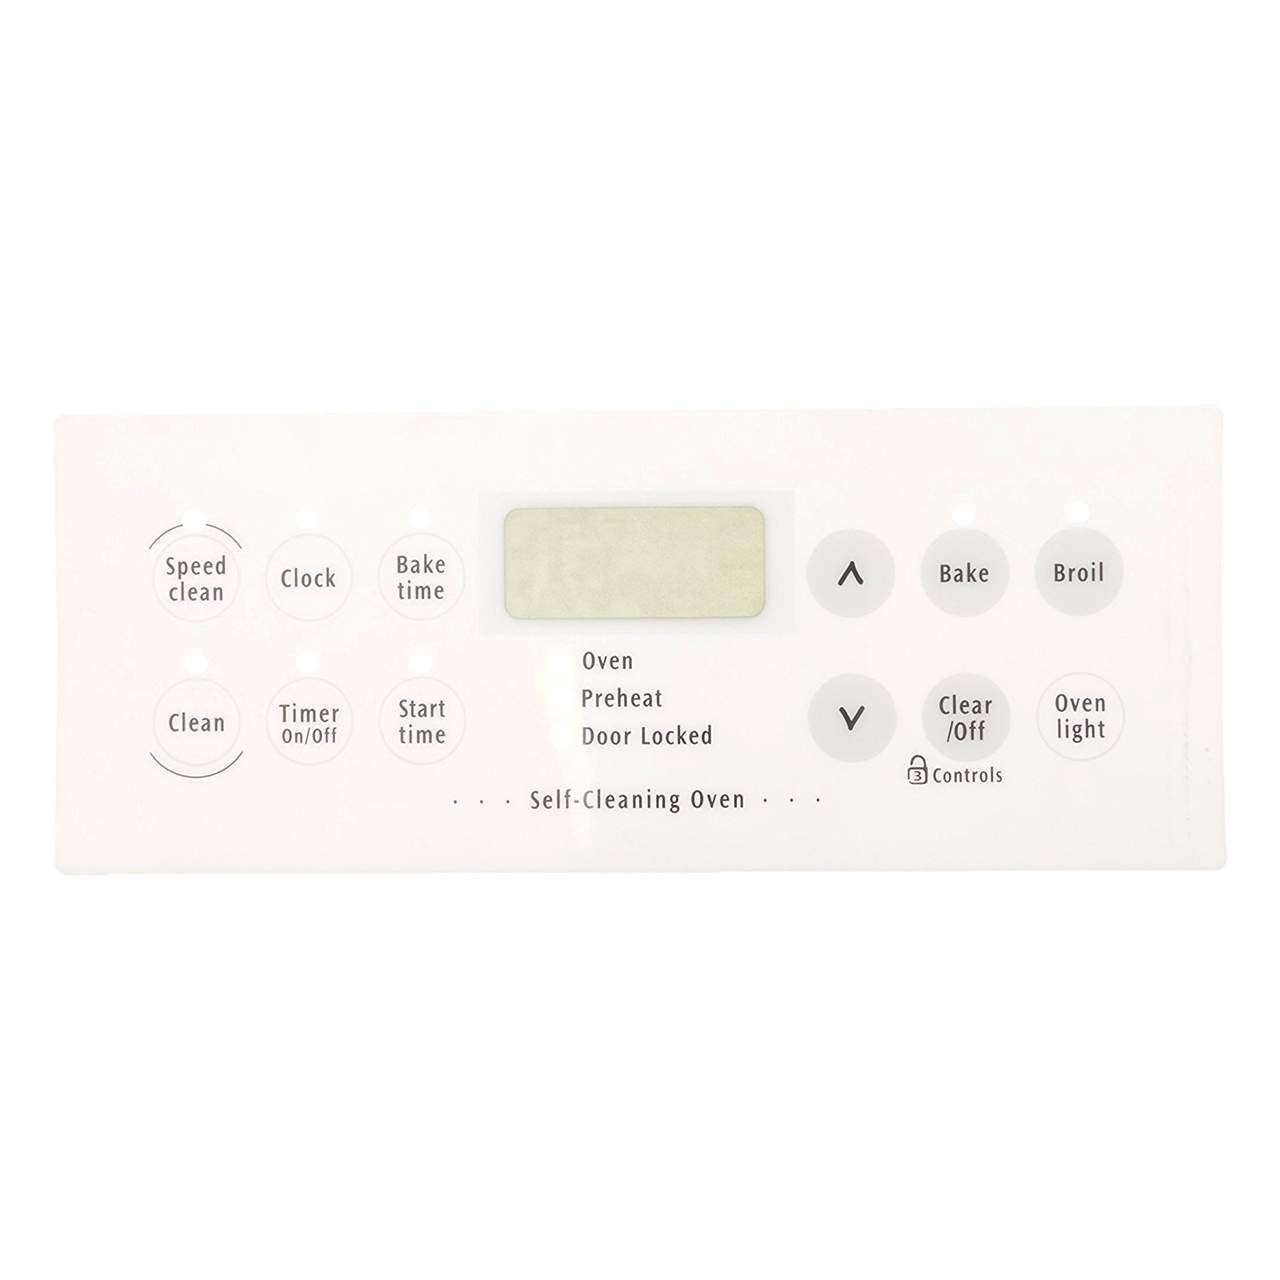 Speed
clean
Clock
Bake
time
Bake
Broil
Clean
Timer
On/Off
Start
time
Oven
Preheat
Door Locked
Clear
/Off
Oven
light
3 Controls
· · · Self-Cleaning Oven · · ·